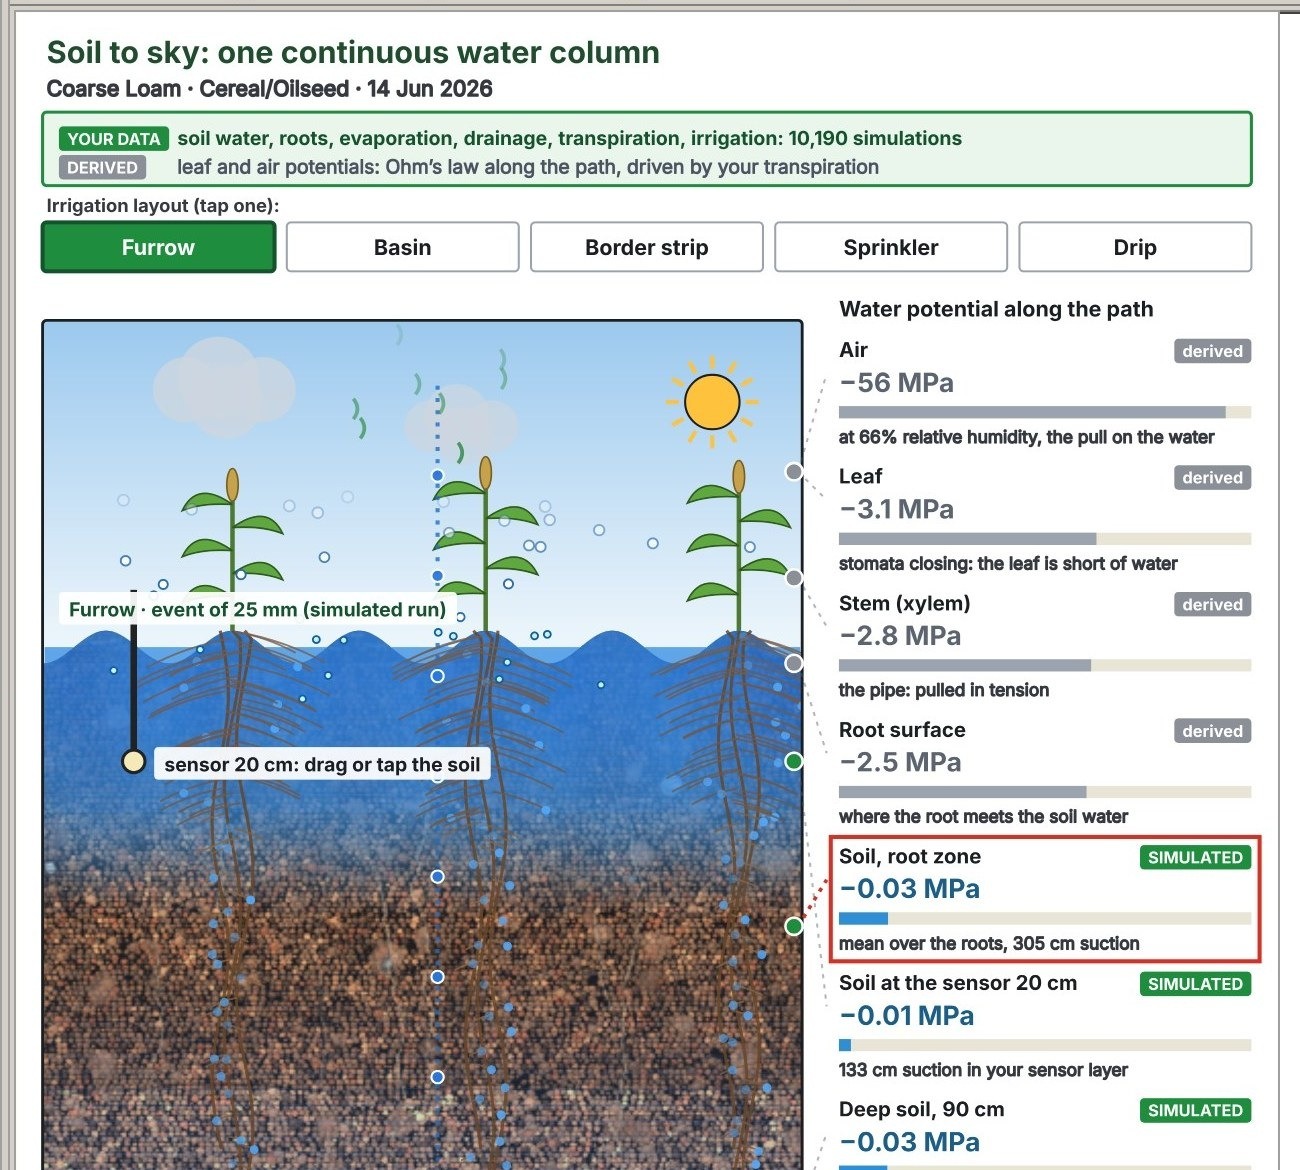 Soil to sky: one continuous water column
Coarse Loam · Cereal/Oilseed · 14 Jun 2026
YOUR DATA soil water, roots, evaporation, drainage, transpiration, irrigation: 10,190 simulations
DERIVED leaf and air potentials: Ohm’s law along the path, driven by your transpiration
Irrigation layout (tap one):
Furrow Basin Border strip Sprinkler Drip
Furrow · event of 25 mm (simulated run)
sensor 20 cm: drag or tap the soil
Water potential along the path
Air derived
−56 MPa
at 66% relative humidity, the pull on the water
Leaf derived
−3.1 MPa
stomata closing: the leaf is short of water
Stem (xylem) derived
−2.8 MPa
the pipe: pulled in tension
Root surface derived
−2.5 MPa
where the root meets the soil water
Soil, root zone SIMULATED
−0.03 MPa
mean over the roots, 305 cm suction
Soil at the sensor 20 cm SIMULATED
−0.01 MPa
133 cm suction in your sensor layer
Deep soil, 90 cm SIMULATED
−0.03 MPa